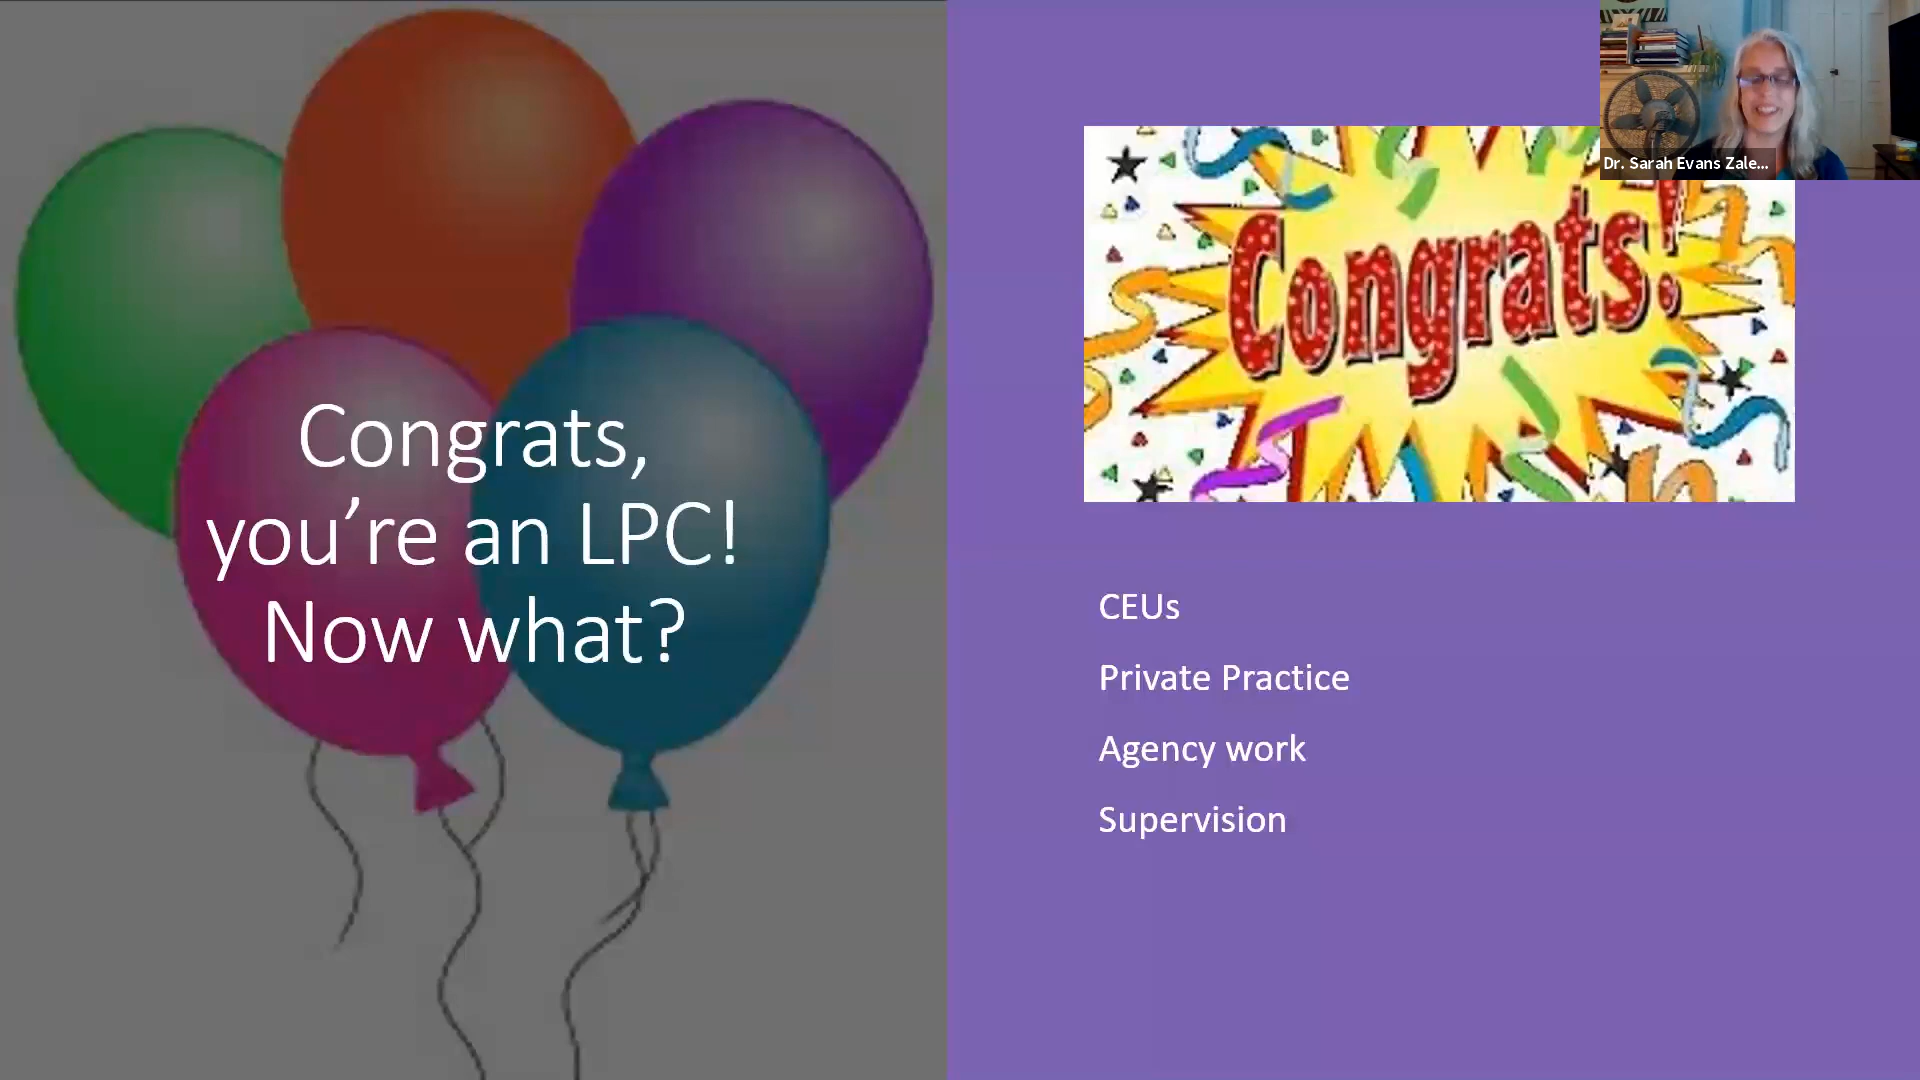 Congrats,
you're an LPC!
Now what?
Congrats!
Dr. Sarah Evans Zale...
CEUs
Private Practice
Agency work
Supervision